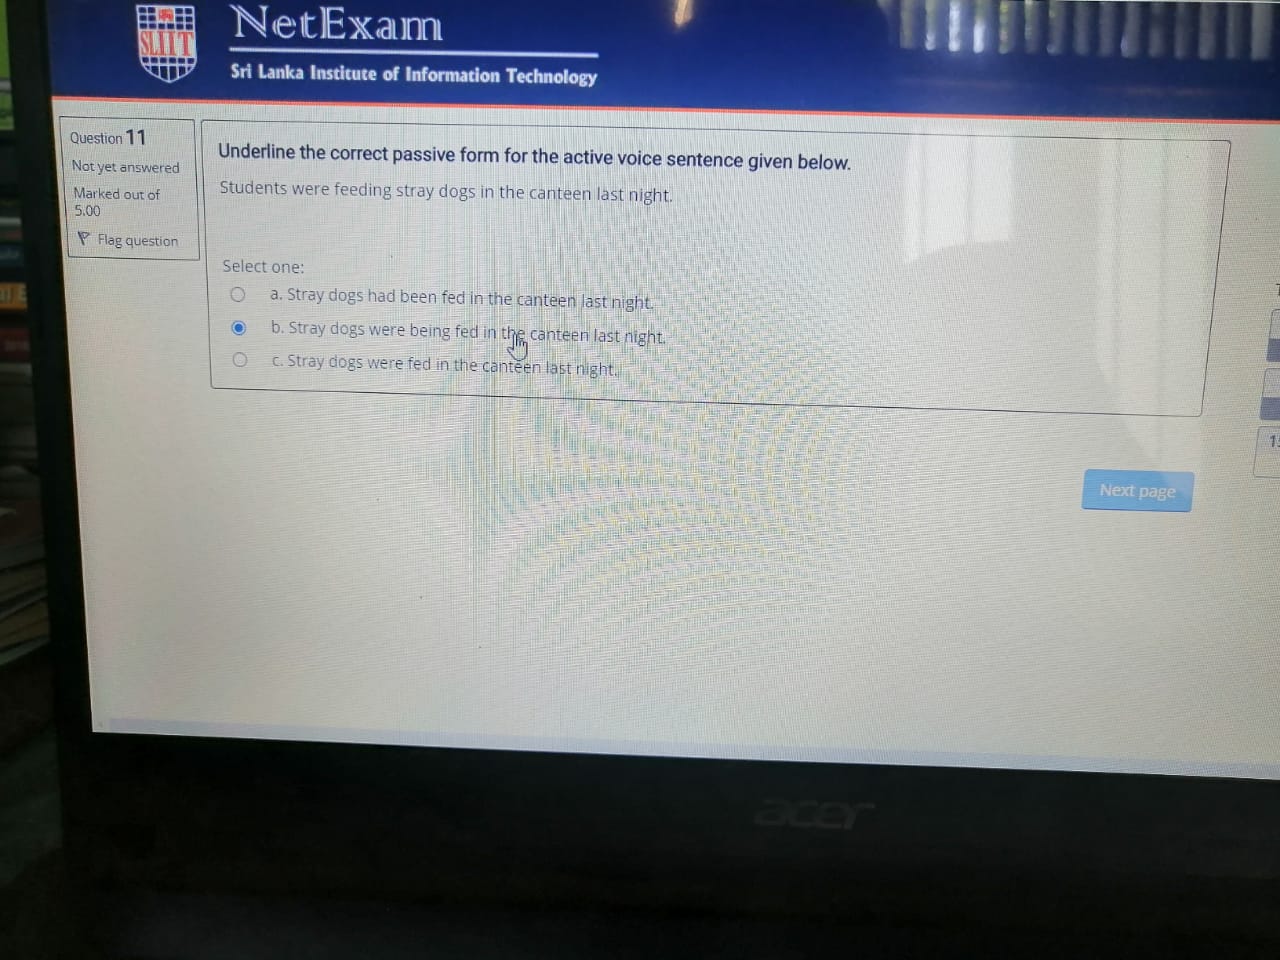 SLIIT
NetExam
Sri Lanka Institute of Information Technology
Question 11
Not yet answered
Marked out of
5.00
Flag question
Underline the correct passive form for the active voice sentence given below.
Students were feeding stray dogs in the canteen last night.
Select one:
a. Stray dogs had been fed in the canteen last night.
b. Stray dogs were being fed in the canteen last night.
c. Stray dogs were fed in the canteen last night.
Next page
acer